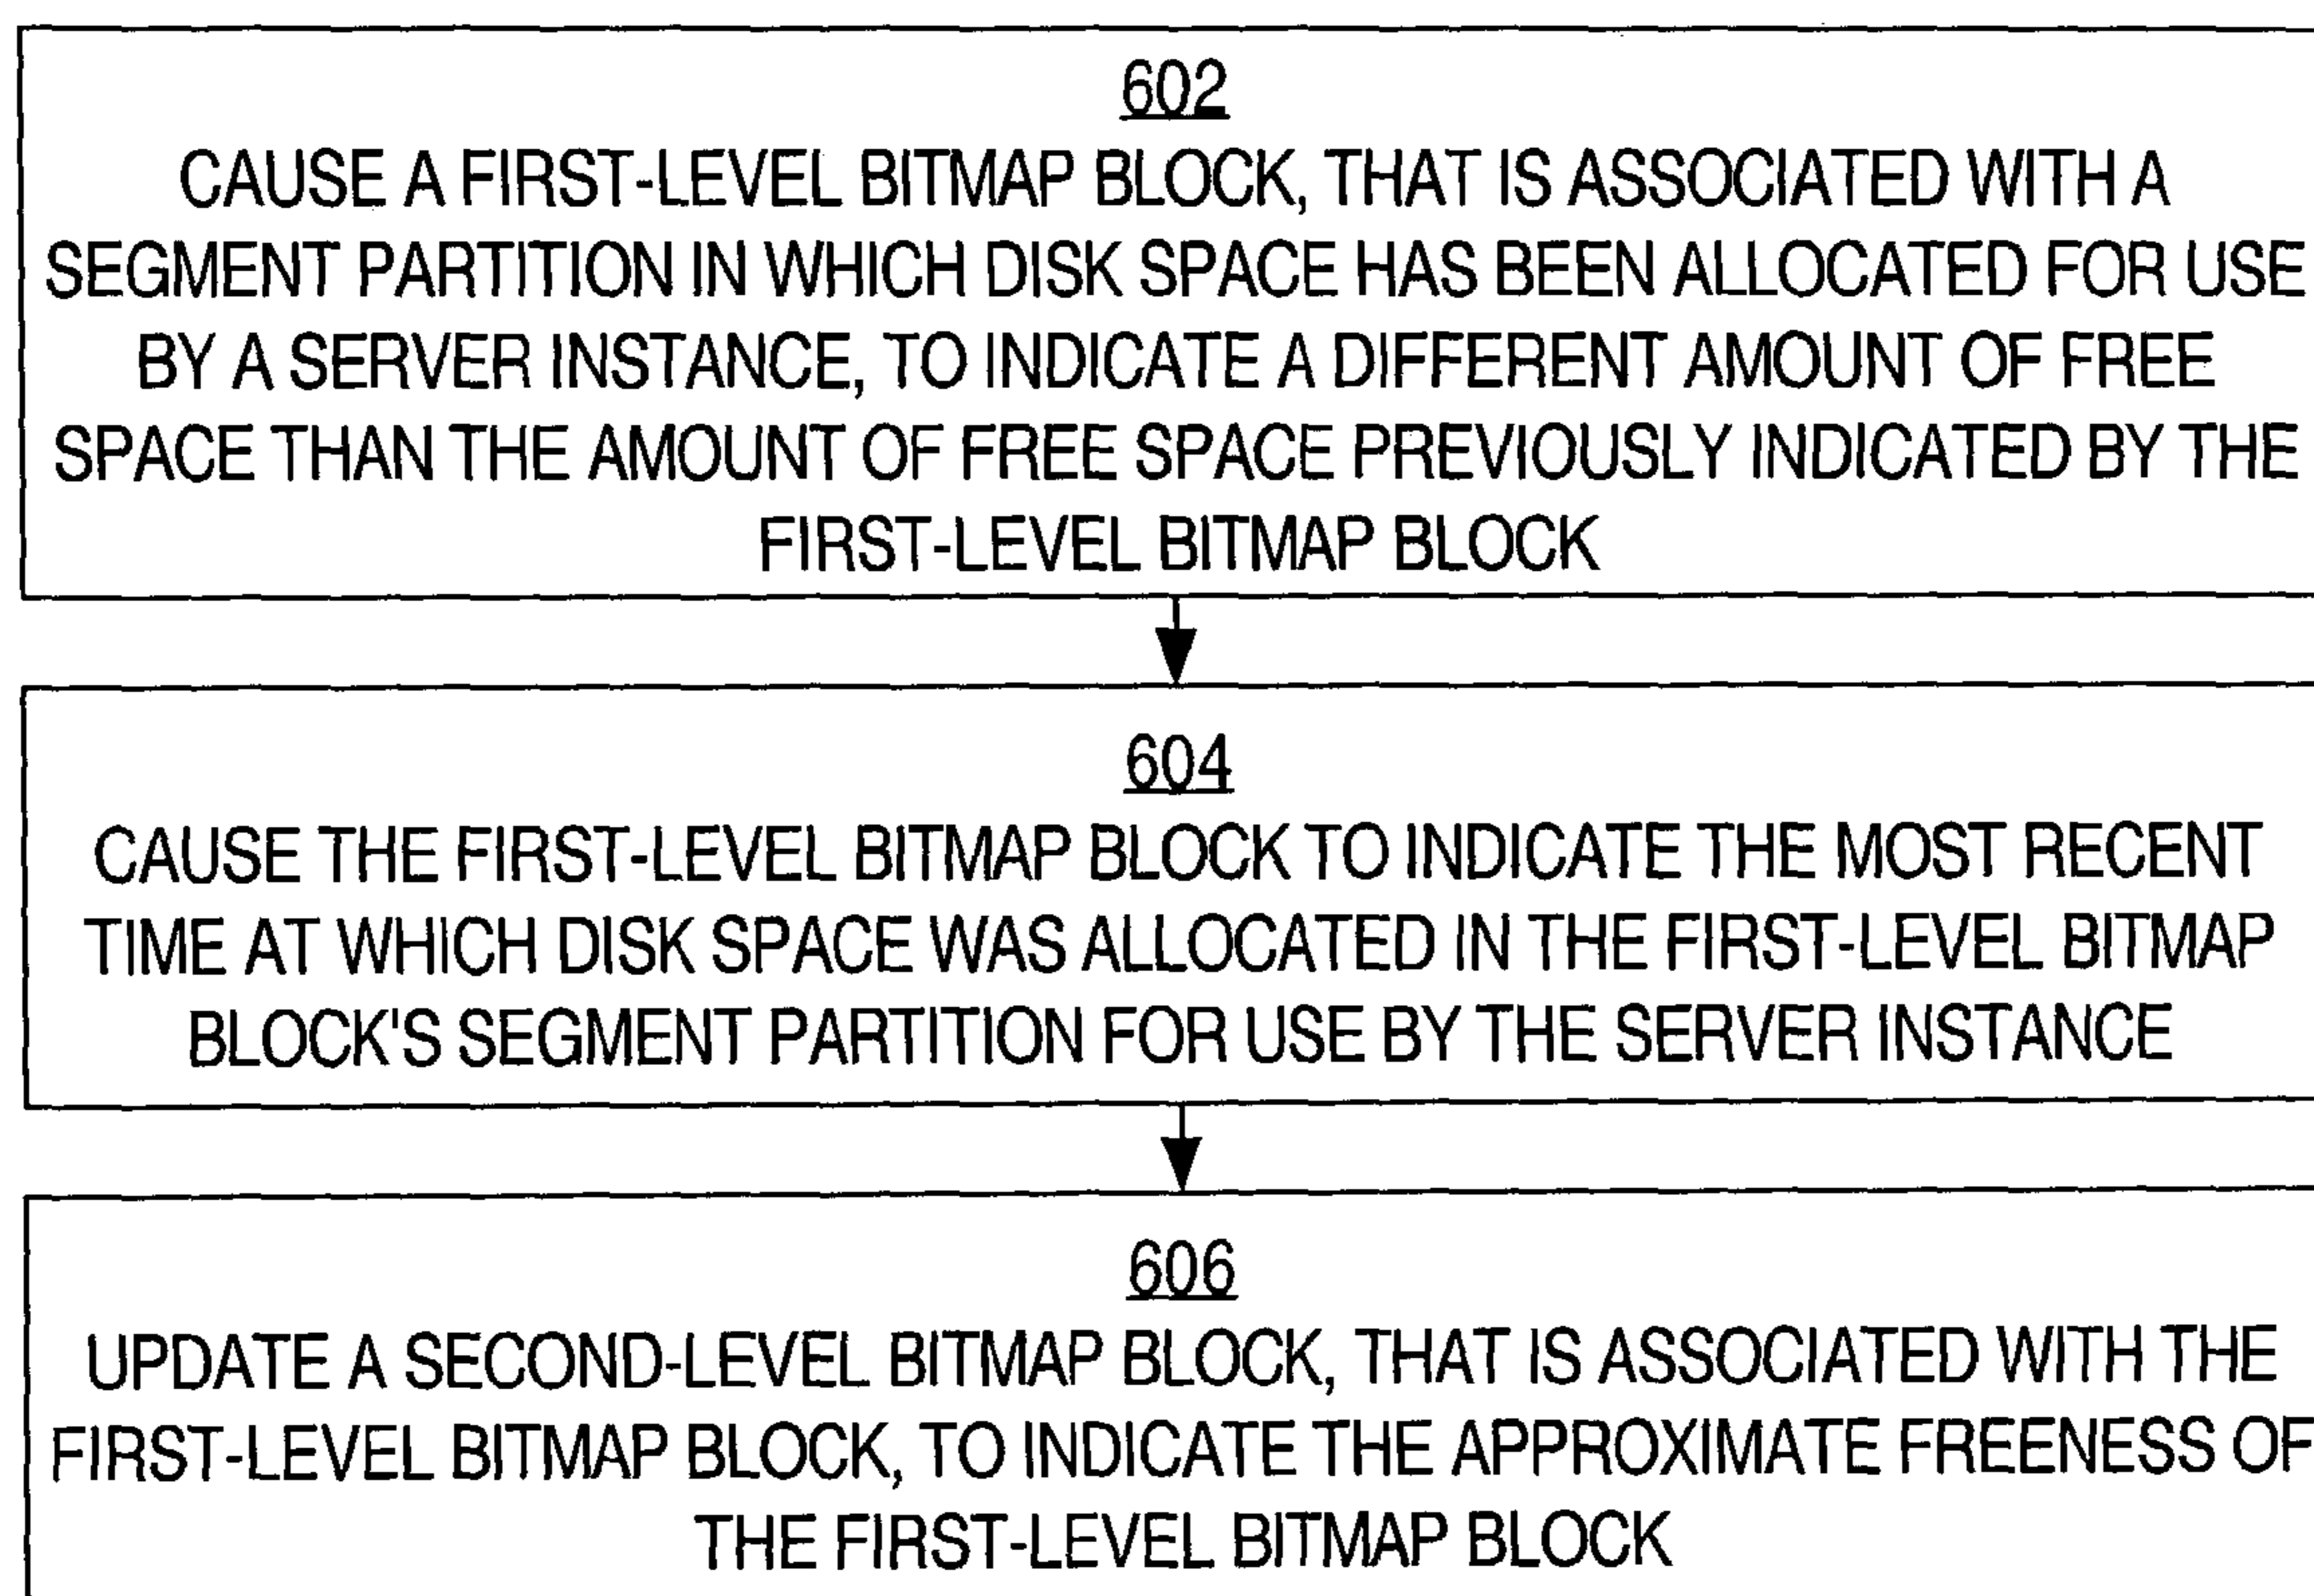 602
CAUSE A FIRST-LEVEL BITMAP BLOCK, THAT IS ASSOCIATED WITH A
SEGMENT PARTITION IN WHICH DISK SPACE HAS BEEN ALLOCATED FOR USE
BY A SERVER INSTANCE, TO INDICATE A DIFFERENT AMOUNT OF FREE
SPACE THAN THE AMOUNT OF FREE SPACE PREVIOUSLY INDICATED BY THE
FIRST-LEVEL BITMAP BLOCK
604
CAUSE THE FIRST-LEVEL BITMAP BLOCK TO INDICATE THE MOST RECENT
TIME AT WHICH DISK SPACE WAS ALLOCATED IN THE FIRST-LEVEL BITMAP
BLOCK'S SEGMENT PARTITION FOR USE BY THE SERVER INSTANCE
606
UPDATE A SECOND-LEVEL BITMAP BLOCK, THAT IS ASSOCIATED WITH THE
FIRST-LEVEL BITMAP BLOCK, TO INDICATE THE APPROXIMATE FREENESS OF
THE FIRST-LEVEL BITMAP BLOCK